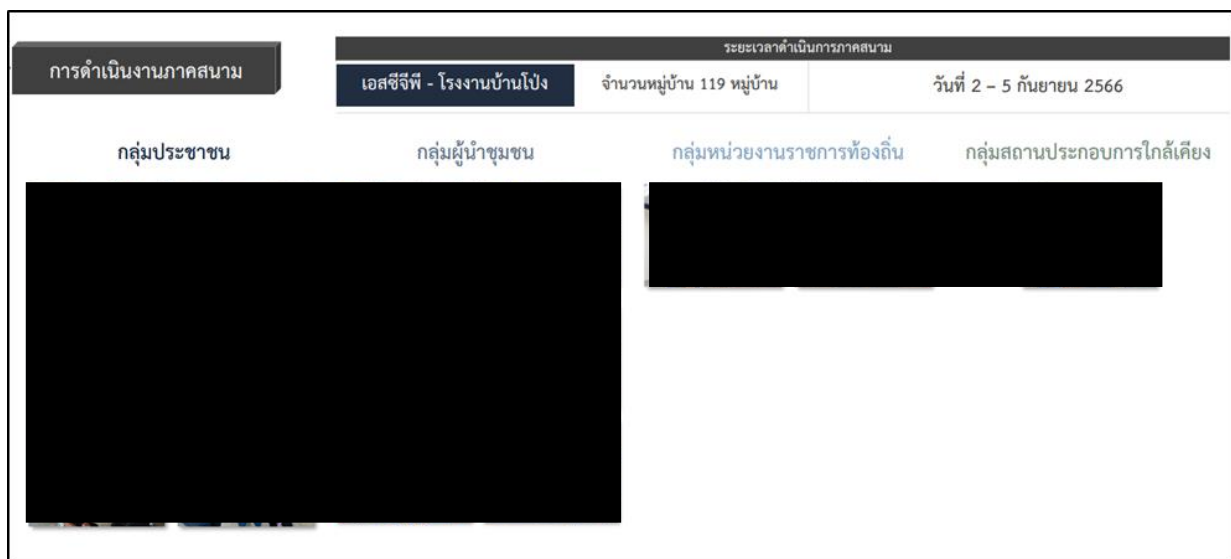 การดำเนินงานภาคสนาม
ระยะเวลาดำเนินการภาคสนาม
เอสซีจีพี - โรงงานบ้านโป่ง จำนวนหมู่บ้าน 119 หมู่บ้าน วันที่ 2 – 5 กันยายน 2566
กลุ่มประชาชน กลุ่มผู้นำชุมชน กลุ่มหน่วยงานราชการท้องถิ่น กลุ่มสถานประกอบการใกล้เคียง